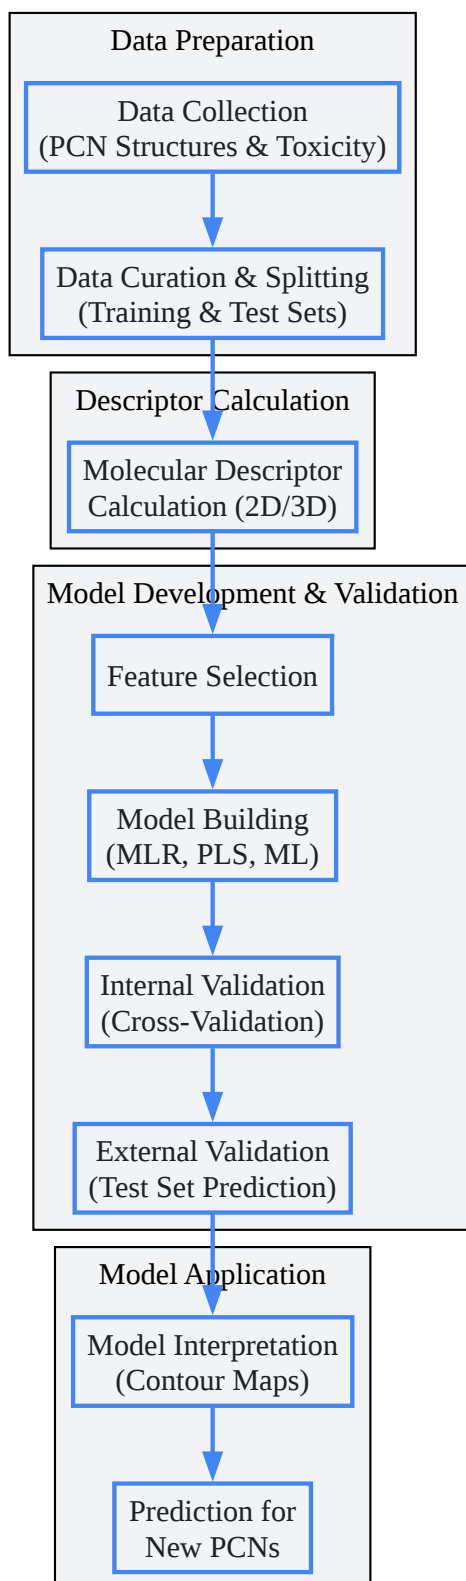 Data Preparation
Data Collection
(PCN Structures & Toxicity)
Data Curation & Splitting
(Training & Test Sets)
Descriptor Calculation
Molecular Descriptor
Calculation (2D/3D)
Model Development & Validation
Feature Selection
Model Building
(MLR, PLS, ML)
Internal Validation
(Cross-Validation)
External Validation
(Test Set Prediction)
Model Application
Model Interpretation
(Contour Maps)
Prediction for
New PCNs